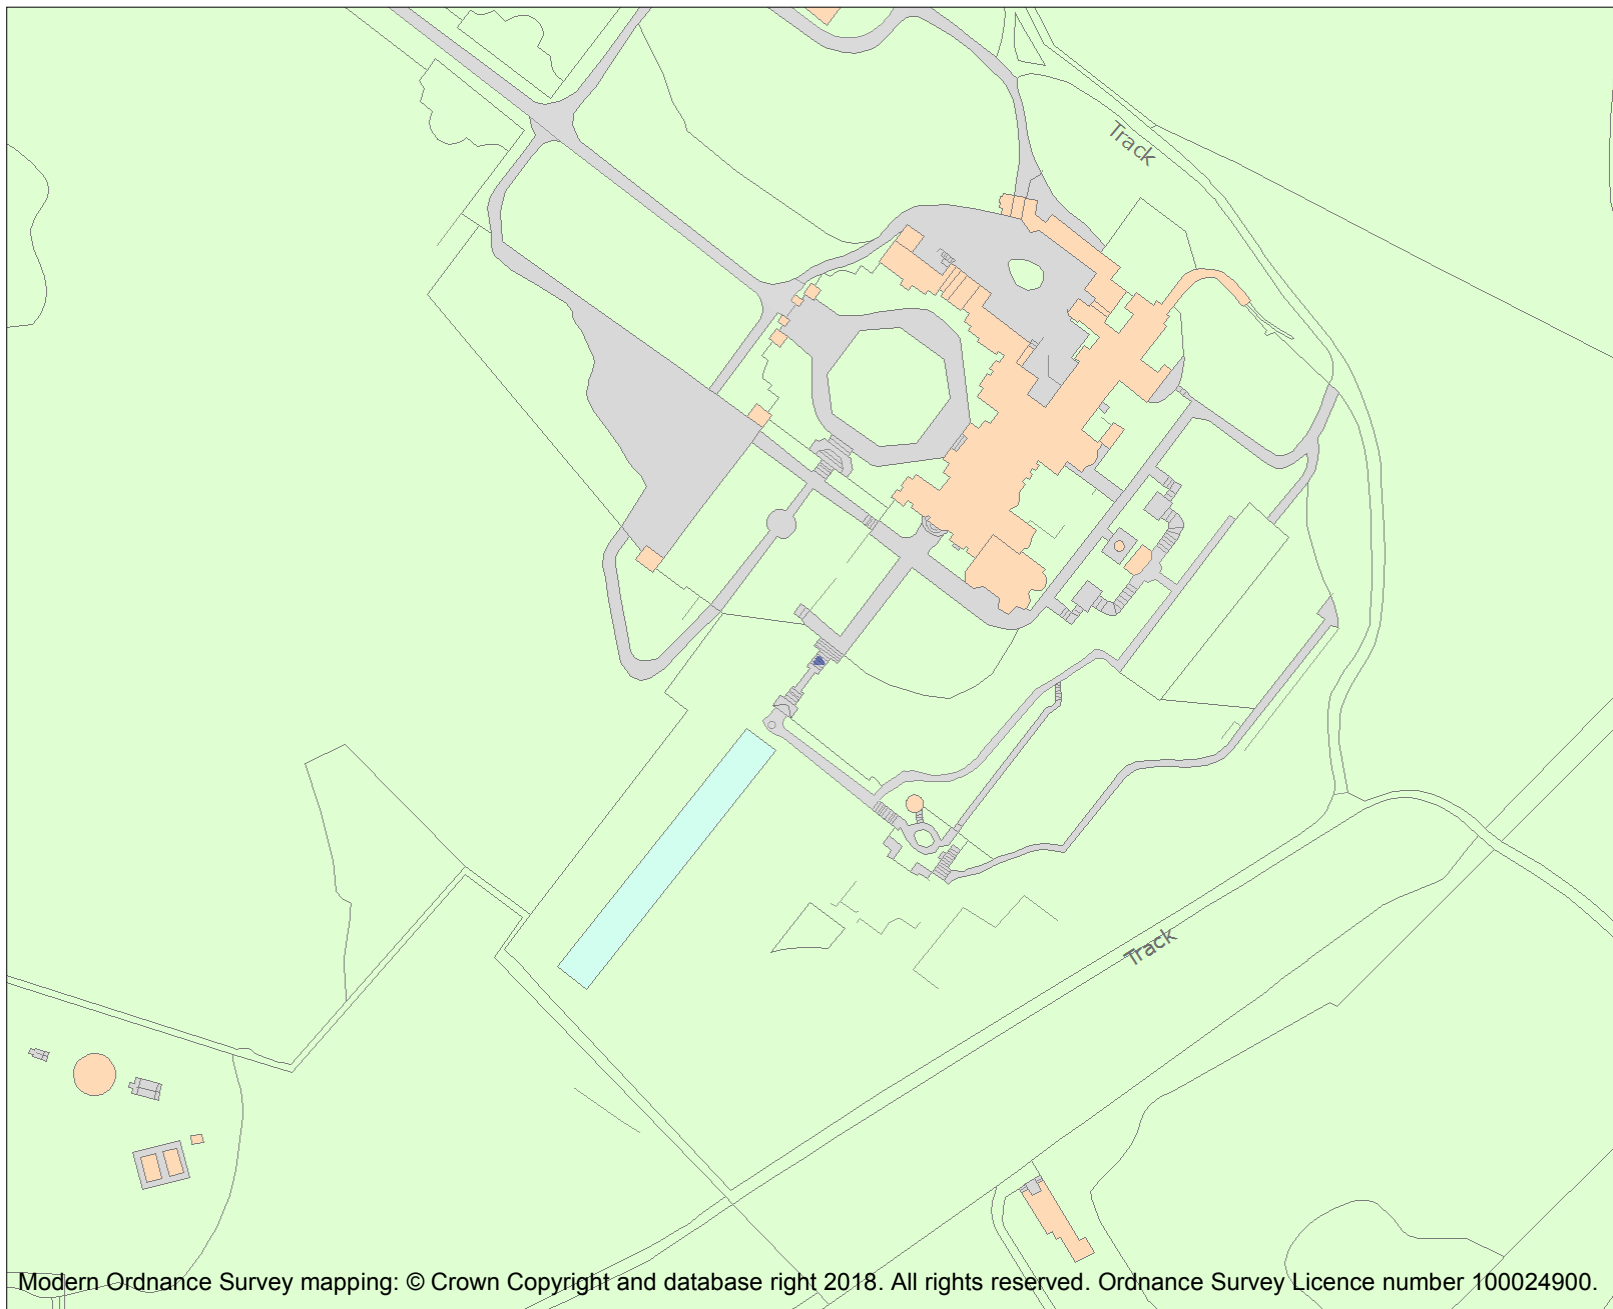 Track
Track
Modern Ordnance Survey mapping: © Crown Copyright and database right 2018. All rights reserved. Ordnance Survey Licence number 100024900.